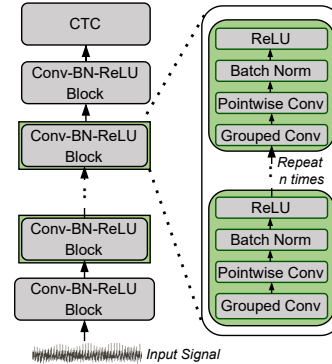 CTC
Conv-BN-ReLU
Block
Conv-BN-ReLU
Block
Conv-BN-ReLU
Block
Conv-BN-ReLU
Block
Input Signal
ReLU
Batch Norm
Pointwise Conv
Grouped Conv
Repeat
n times
ReLU
Batch Norm
Pointwise Conv
Grouped Conv